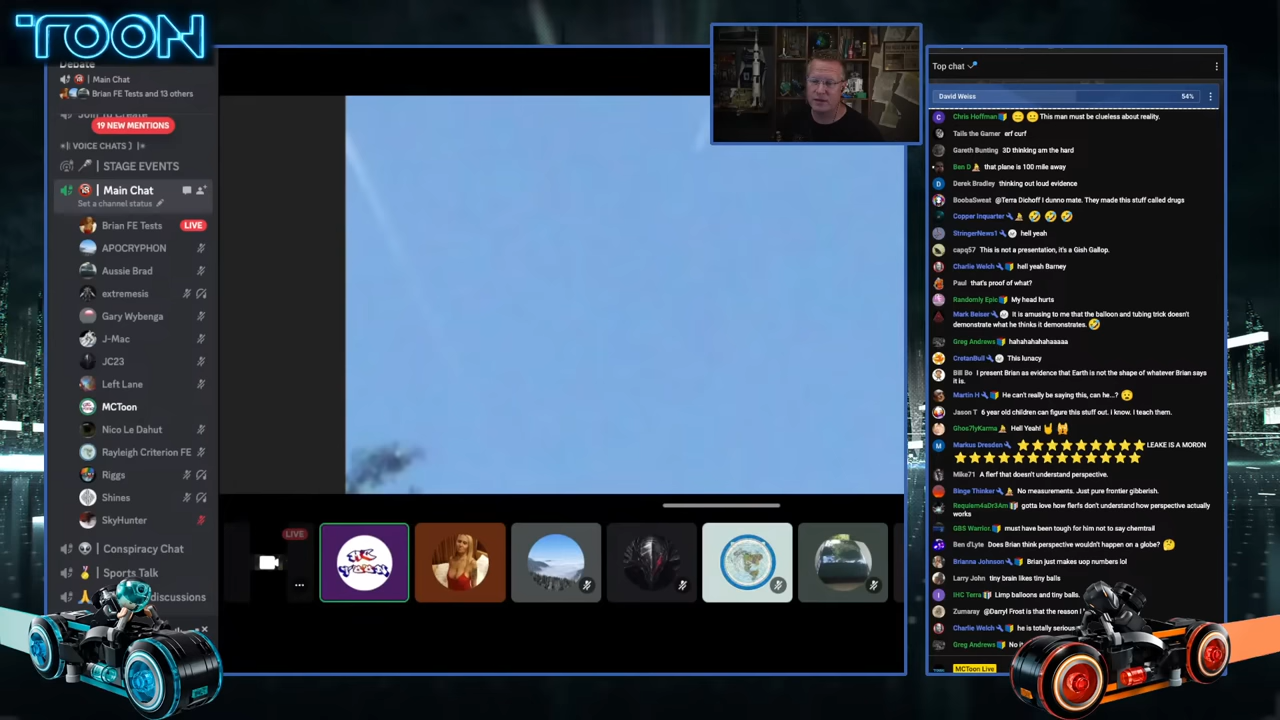 TOON
Debate
Main Chat
Brian FE Tests and 13 others
19 NEW MENTIONS
VOICE CHATS
STAGE EVENTS
Main Chat
Set a channel status
Brian FE Tests LIVE
APOCRYPHON
Aussie Brad
extremesis
Gary Wybenga
J-Mac
JC23
Left Lane
MCToon
Nico Le Dahut
Rayleigh Criterion FE
Riggs
Shines
SkyHunter
Conspiracy Chat
Sports Talk
discussions
LIVE
Top chat
David Weiss 54%
Chris Hoffman This man must be clueless about reality.
Tails the Gamer erf curf
Gareth Bunting 3D thinking am the hard
Ben D that plane is 100 mile away
Derek Bradley thinking out loud evidence
BoobaSweat @Terra Dichoff I dunno mate. They made this stuff called drugs
Copper Inquarter 🤣 🤣 🤣
StringerNews1 hell yeah
capq57 This is not a presentation, it's a Gish Gallop.
Charlie Welch hell yeah Barney
Paul that's proof of what?
Randomly Epic My head hurts
Mark Beiser It is amusing to me that the balloon and tubing trick doesn't
demonstrate what he thinks it demonstrates. 🤣
Greg Andrews hahahahahahaaaaa
CretanBull This lunacy
Bill Bo I present Brian as evidence that Earth is not the shape of whatever Brian says
it is.
Martin H He can't really be saying this, can he...? 😧
Jason T 6 year old children can figure this stuff out. I know. I teach them.
Ghos7lyKarma Hell Yeah!
Markus Dresden ⭐⭐⭐⭐⭐⭐⭐⭐⭐⭐LEAKE IS A MORON
⭐⭐⭐⭐⭐⭐⭐⭐⭐⭐⭐⭐⭐
Mike71 A flerf that doesn't understand perspective.
Binge Thinker No measurements. Just pure frontier gibberish.
Requiem4aDr3Am gotta love how flerfs don't understand how perspective actually
works
GBS Warrior must have been tough for him not to say chemtrail
Ben d'Lyte Does Brian think perspective wouldn't happen on a globe? 🤔
Brianna Johnson Brian just makes uop numbers lol
Larry John tiny brain likes tiny balls
IHC Terra Limp balloons and tiny balls.
Zumaray @Darryl Frost is that the reason I
Charlie Welch he is totally serious
Greg Andrews No
MCToon Live